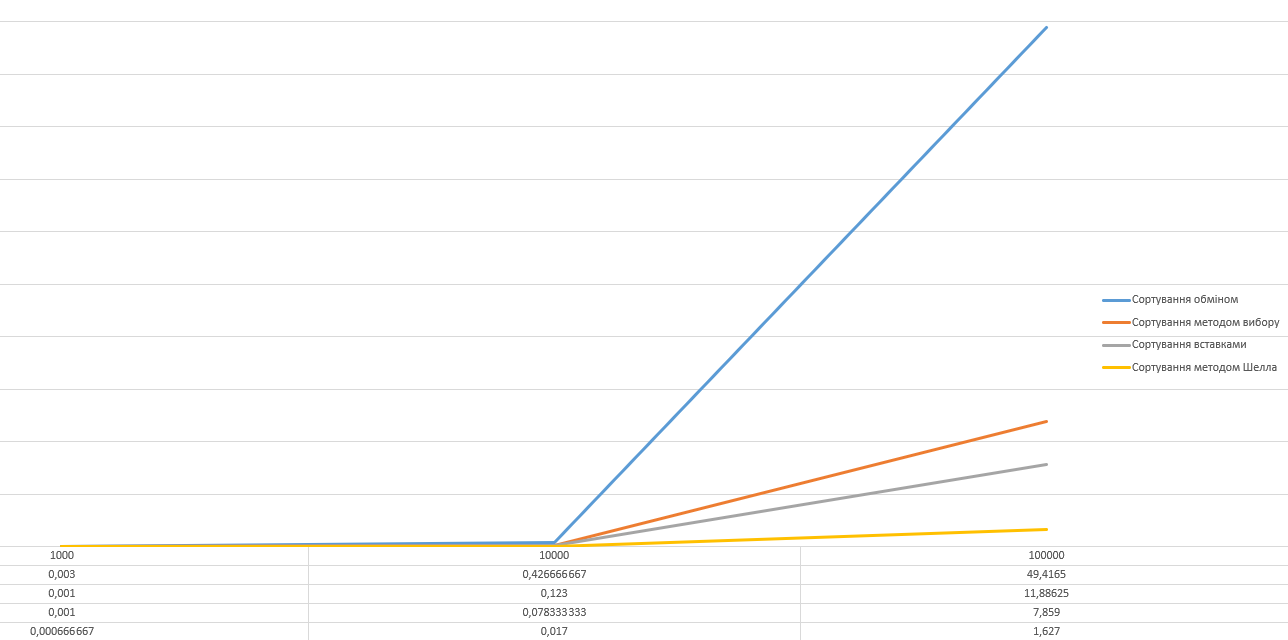 Сортування обміном
Сортування методом вибору
Сортування вставками
Сортування методом Шелла
1000 10000 100000
0,003 0,426666667 49,4165
0,001 0,123 11,88625
0,001 0,078333333 7,859
0,000666667 0,017 1,627